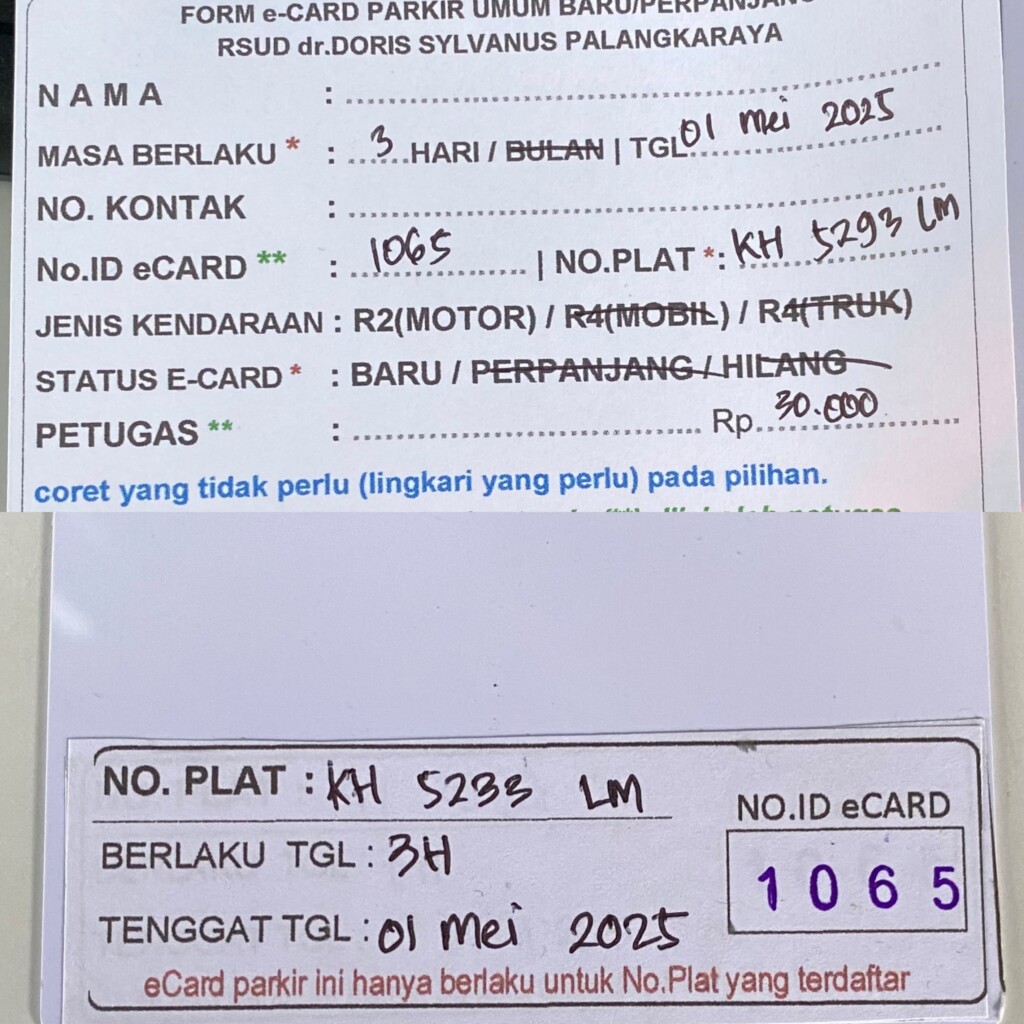 FORM e-CARD PARKIR UMUM BARU/PERPANJANG
RSUD dr.DORIS SYLVANUS PALANGKARAYA
N A M A :
MASA BERLAKU * : 3 HARI / BULAN | TGL 01 Mei 2025
NO. KONTAK :
No.ID eCARD ** : 1065 | NO.PLAT *: KH 5293 LM
JENIS KENDARAAN : R2(MOTOR) / R4(MOBIL) / R4(TRUK)
STATUS E-CARD * : BARU / PERPANJANG / HILANG
PETUGAS ** : Rp. 30.000
coret yang tidak perlu (lingkari yang perlu) pada pilihan.
NO. PLAT : KH 5233 LM
BERLAKU TGL : 3H
TENGGAT TGL : 01 Mei 2025
NO.ID eCARD
1065
eCard parkir ini hanya berlaku untuk No.Plat yang terdaftar